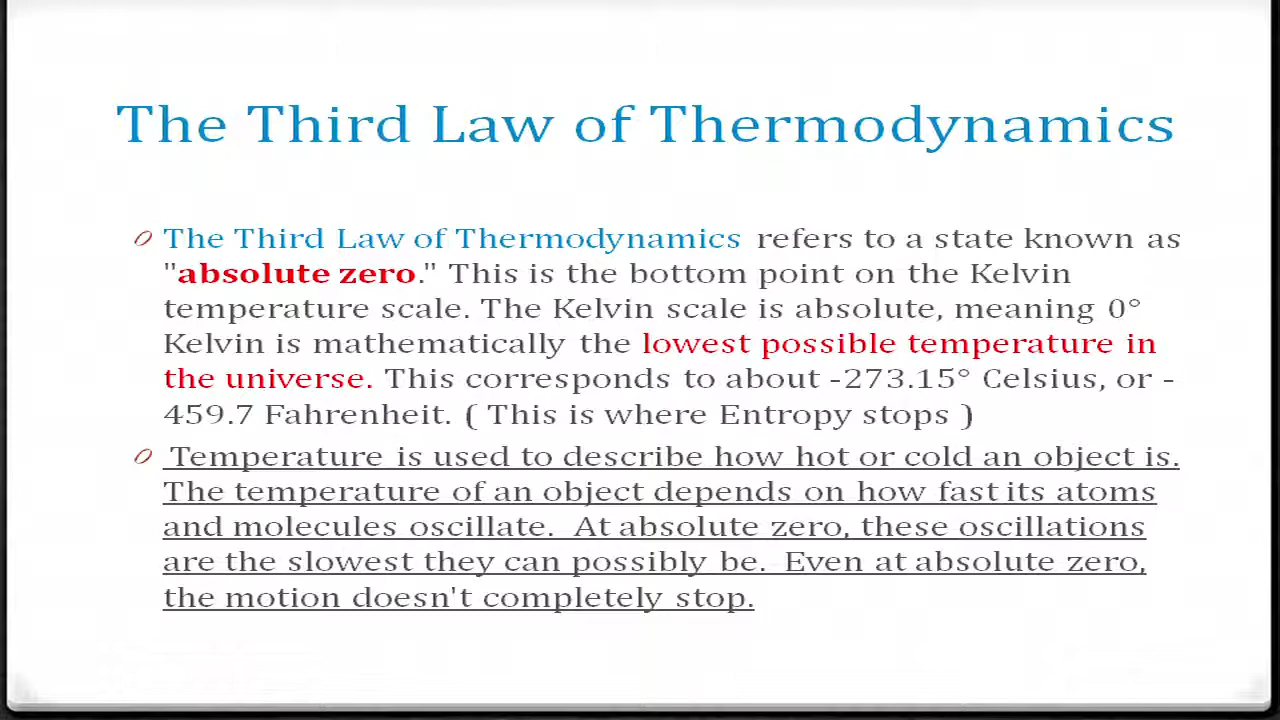 The Third Law of Thermodynamics
The Third Law of Thermodynamics refers to a state known as
"absolute zero." This is the bottom point on the Kelvin
temperature scale. The Kelvin scale is absolute, meaning 0°
Kelvin is mathematically the lowest possible temperature in
the universe. This corresponds to about -273.15° Celsius, or -
459.7 Fahrenheit. ( This is where Entropy stops )
Temperature is used to describe how hot or cold an object is.
The temperature of an object depends on how fast its atoms
and molecules oscillate.  At absolute zero, these oscillations
are the slowest they can possibly be.  Even at absolute zero,
the motion doesn't completely stop.